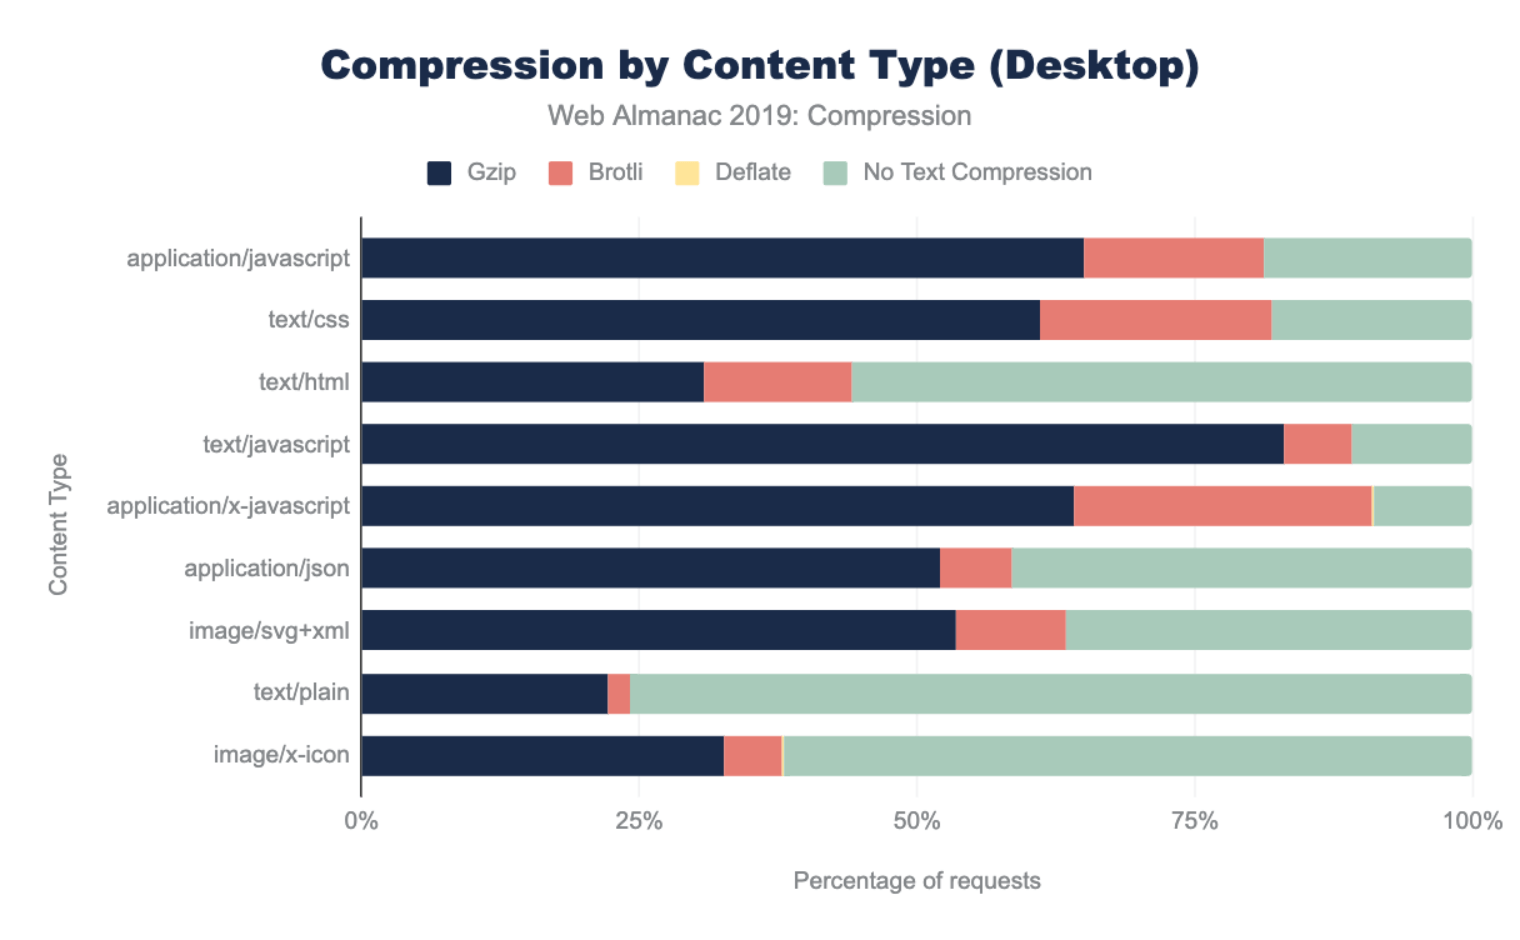 Compression by Content Type (Desktop)
Web Almanac 2019: Compression
Gzip Brotli Deflate No Text Compression
Content Type
application/javascript
text/css
text/html
text/javascript
application/x-javascript
application/json
image/svg+xml
text/plain
image/x-icon
0% 25% 50% 75% 100%
Percentage of requests